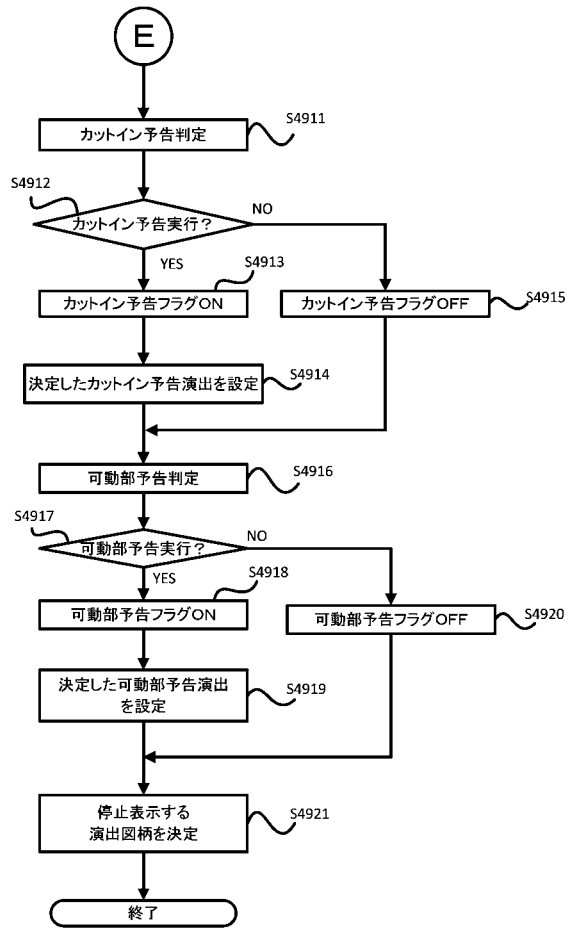 E
カットイン予告判定
S4911
S4912
カットイン予告実行？
NO
YES
S4913
カットイン予告フラグON
カットイン予告フラグOFF
S4915
決定したカットイン予告演出を設定
S4914
可動部予告判定
S4916
S4917
可動部予告実行？
NO
YES
S4918
可動部予告フラグON
可動部予告フラグOFF
S4920
決定した可動部予告演出
を設定
S4919
停止表示する
演出図柄を決定
S4921
終了